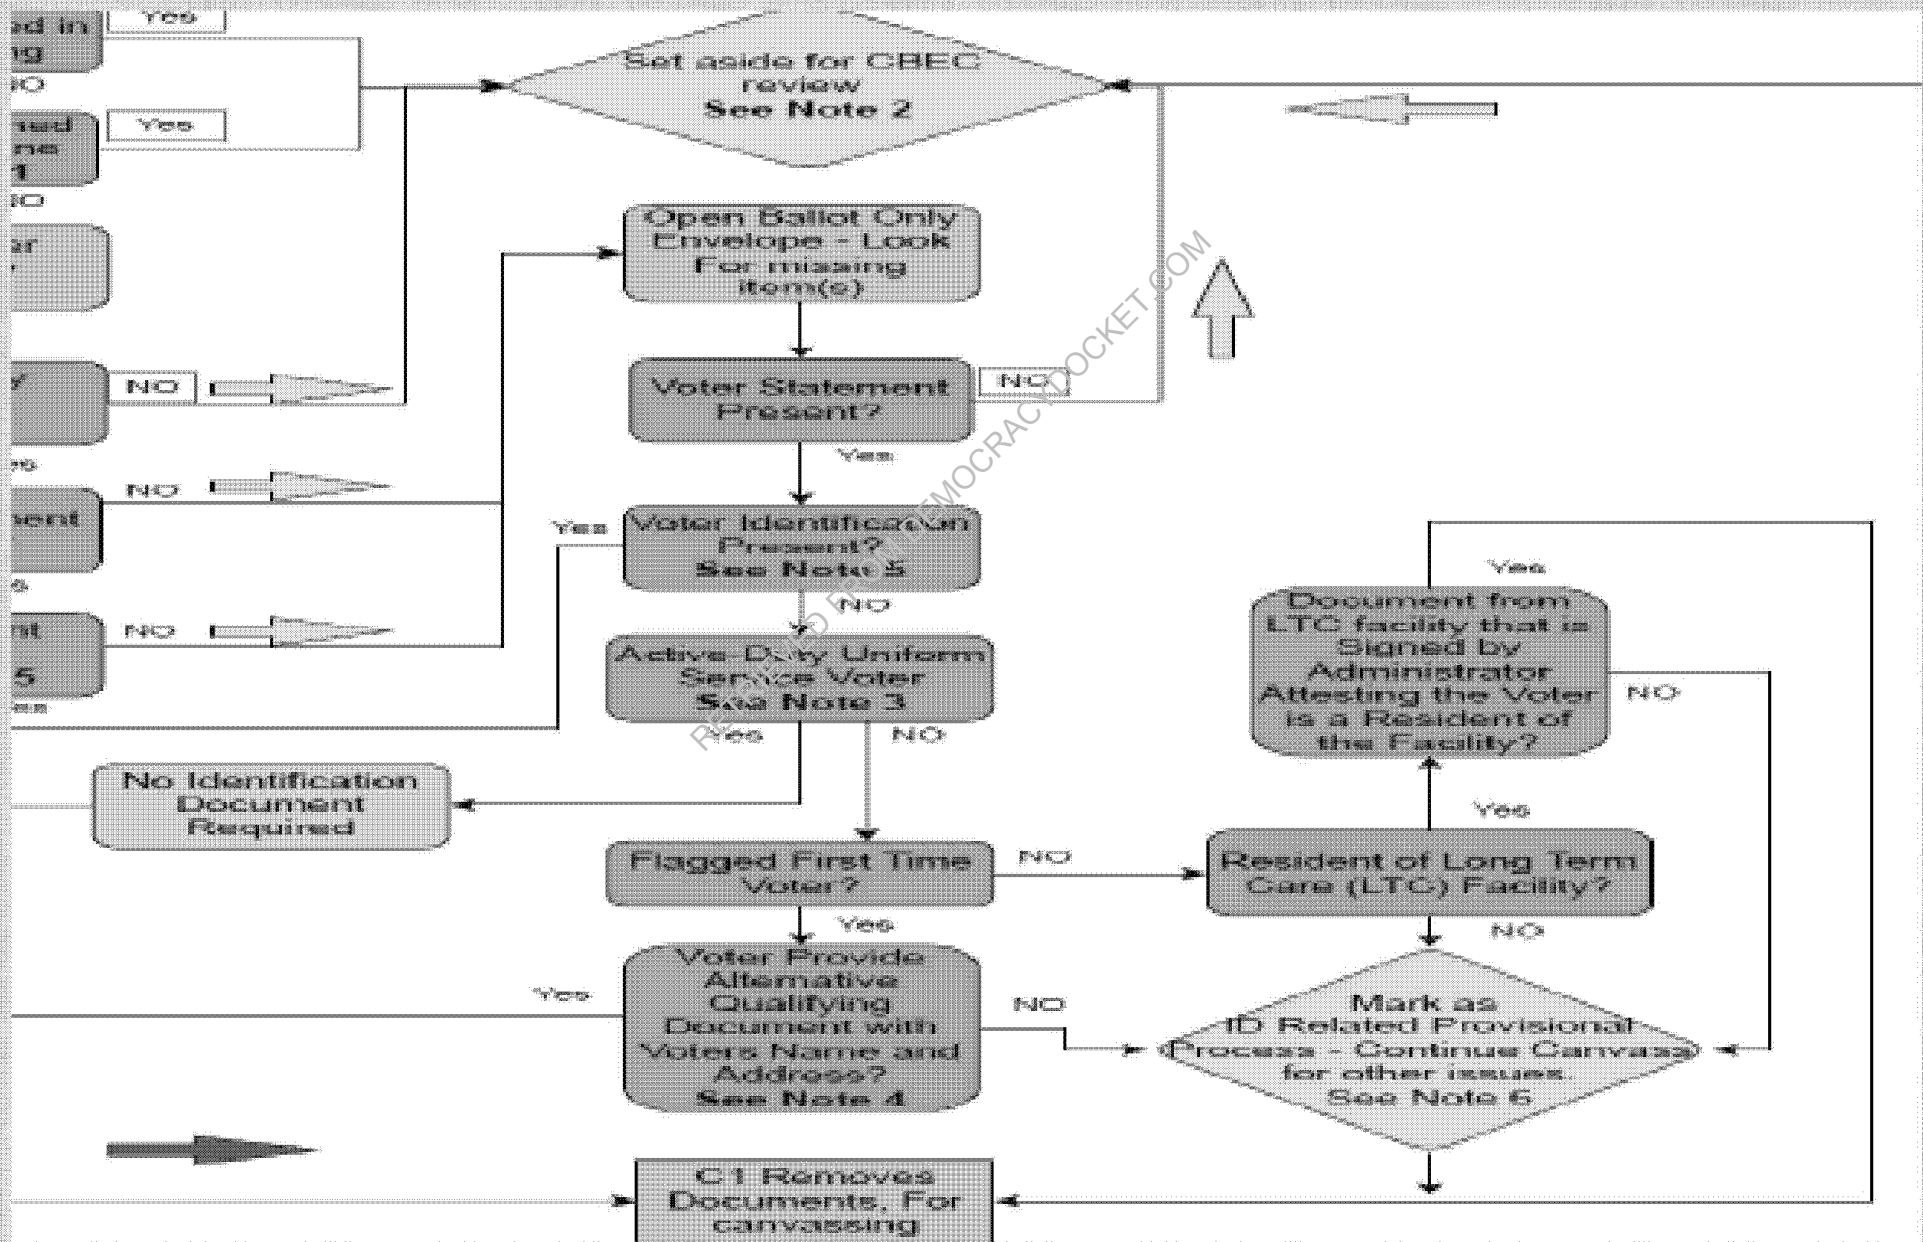 Yes
ed in
Set aside for CBEC
review
See Note 2
Yes
Open Ballot Only
Envelope - Look
For missing
item(s)
NO
Voter Statement
Present?
NO
Yes
NO
Yes
Voter Identification
Present?
See Note 5
NO
NO
Active-Duty Uniform
Service Voter
See Note 3
5
Yes
NO
No Identification
Document
Required
Flagged First Time
Voter?
NO
Yes
Voter Provide
Alternative
Qualifying
Document with
Voters Name and
Address?
See Note 4
Yes
NO
Yes
Document from
LTC facility that is
Signed by
Administrator
Attesting the Voter
is a Resident of
the Facility?
NO
Yes
Resident of Long Term
Care (LTC) Facility?
NO
Mark as
ID Related Provisional
Process - Continue Canvass
for other issues.
See Note 6
C1 Removes
Documents. For
canvassing
DEMOCRACYDOCKET.COM